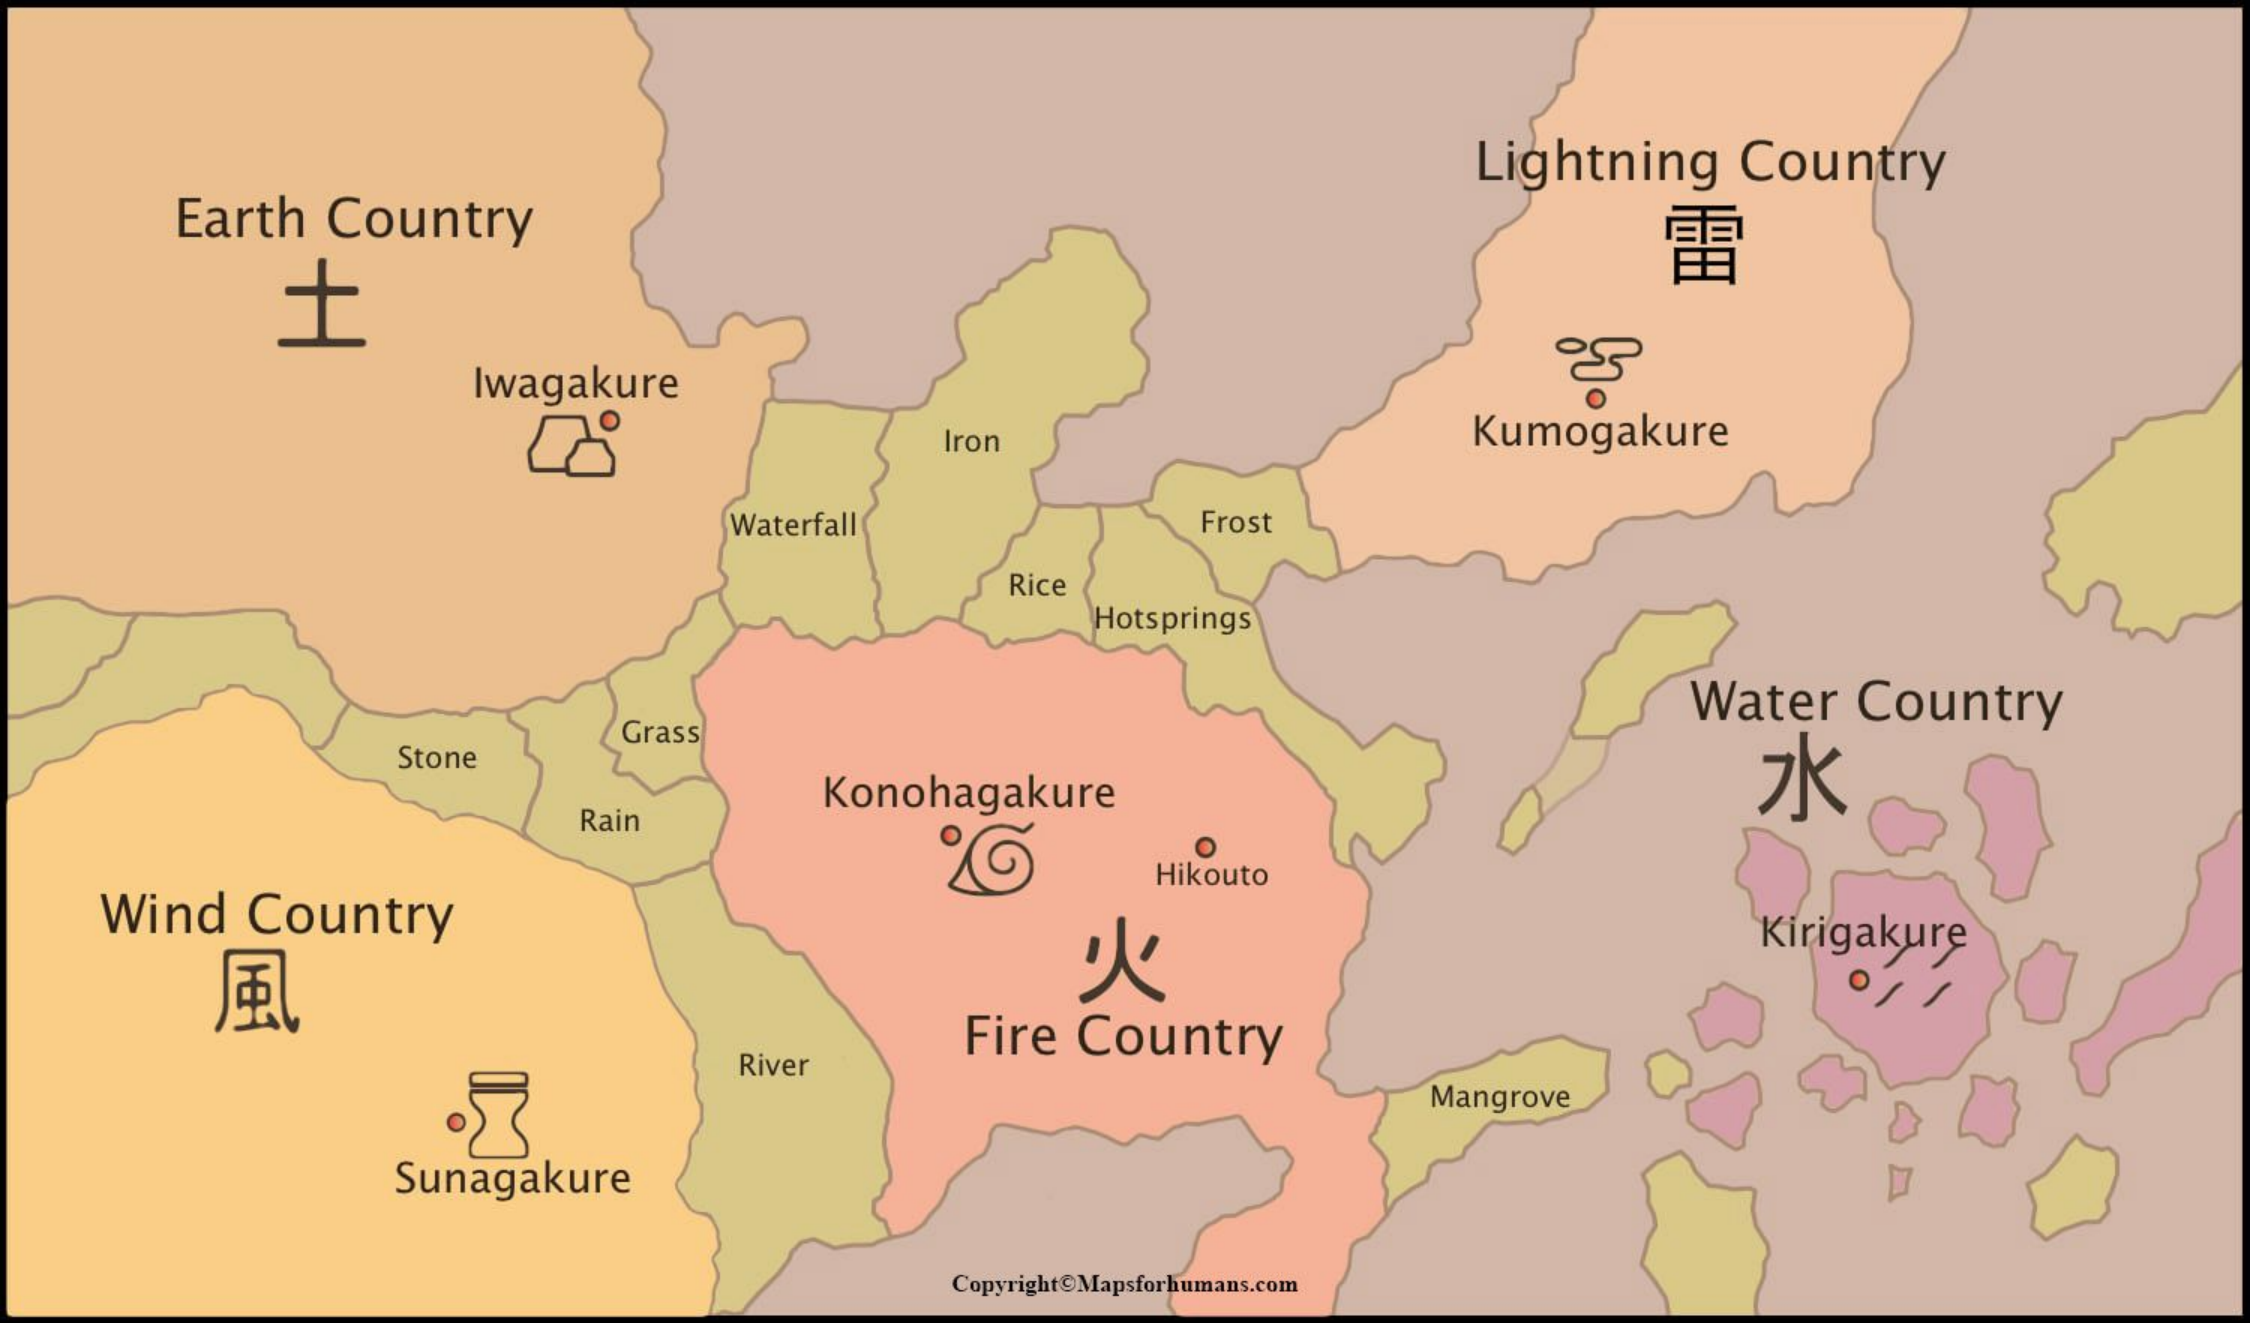 Lightning Country
雷
Earth Country
土
Iwagakure
Kumogakure
Iron
Waterfall
Frost
Rice
Hotsprings
Water Country
水
Grass
Stone
Rain
Konohagakure
Hikouto
Wind Country
風
Kirigakure
火
Fire Country
River
Mangrove
Sunagakure
Copyright©Mapsforhumans.com